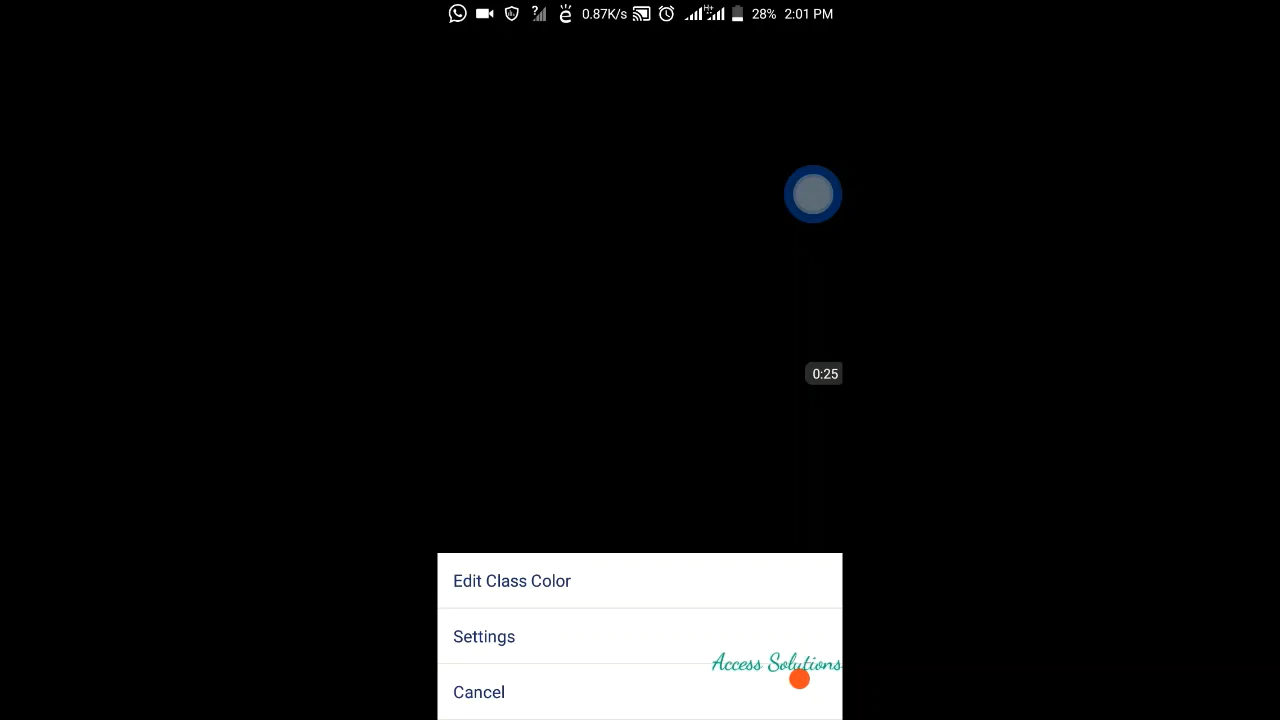 0.87K/s H+ 28% 2:01 PM
0:25
Edit Class Color
Settings
Access Solutions
Cancel